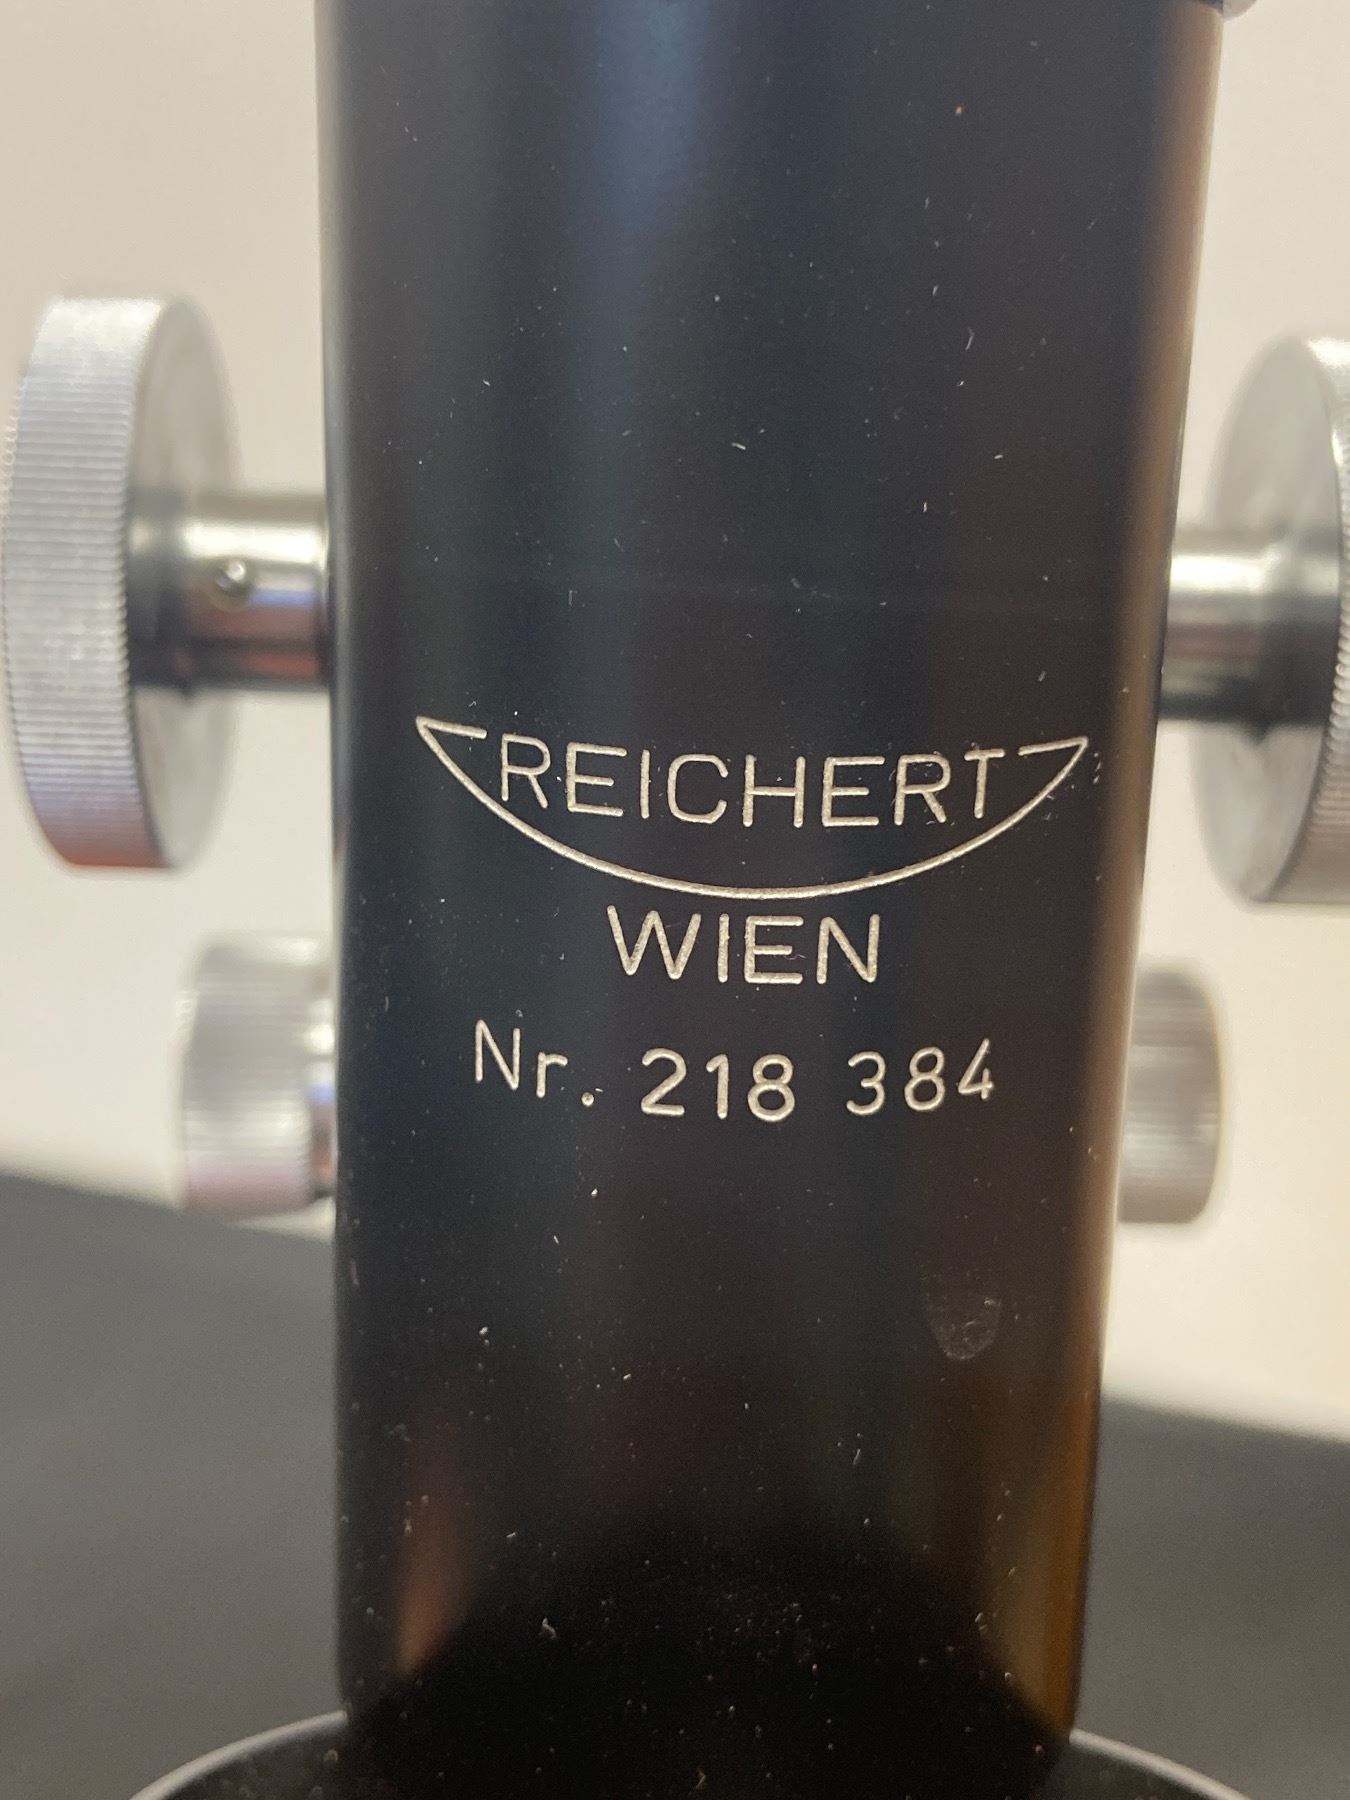 REICHERT
WIEN
Nr. 218 384